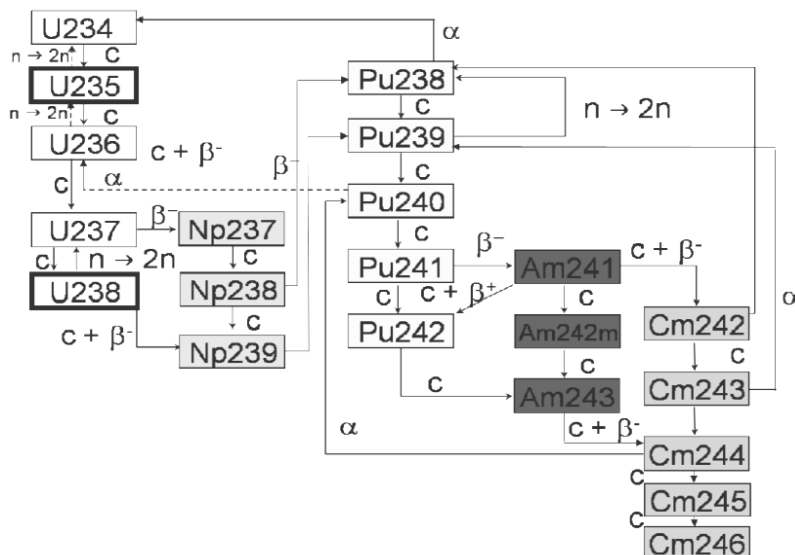 U234
α
n → 2n
c
U235
Pu238
n → 2n
c
c
n → 2n
U236
Pu239
c + β⁻
β⁻
c
α
c
Pu240
U237
β⁻
Np237
c
c
n → 2n
c
Pu241
β⁻
Am241
c + β⁻
α
U238
Np238
c
c + β⁺
c
Cm242
c + β⁻
c
Pu242
Am242m
c
Np239
c
c
Cm243
Am243
α
c + β⁻
Cm244
c
Cm245
c
Cm246